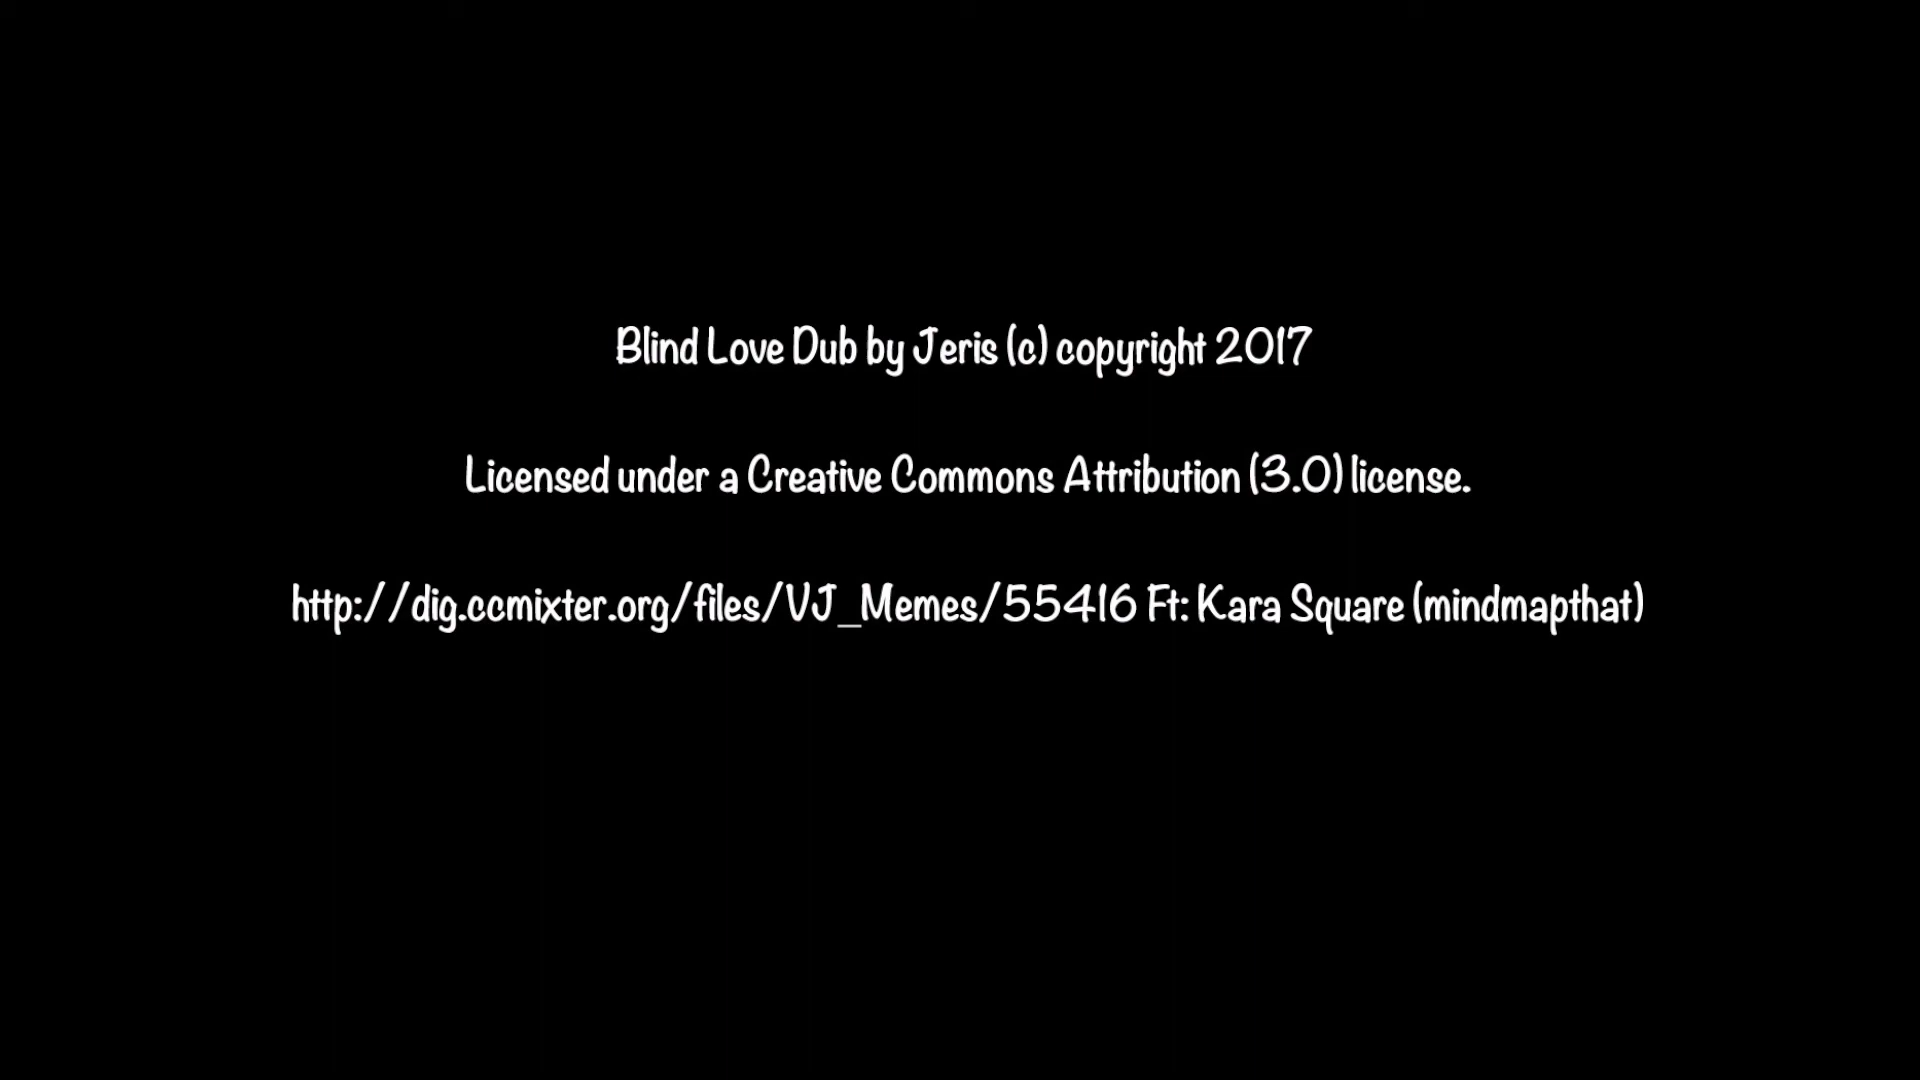 Blind Love Dub by Jeris (c) copyright 2017
Licensed under a Creative Commons Attribution (3.0) license.
http://dig.ccmixter.org/files/VJ_Memes/55416 Ft: Kara Square (mindmapthat)